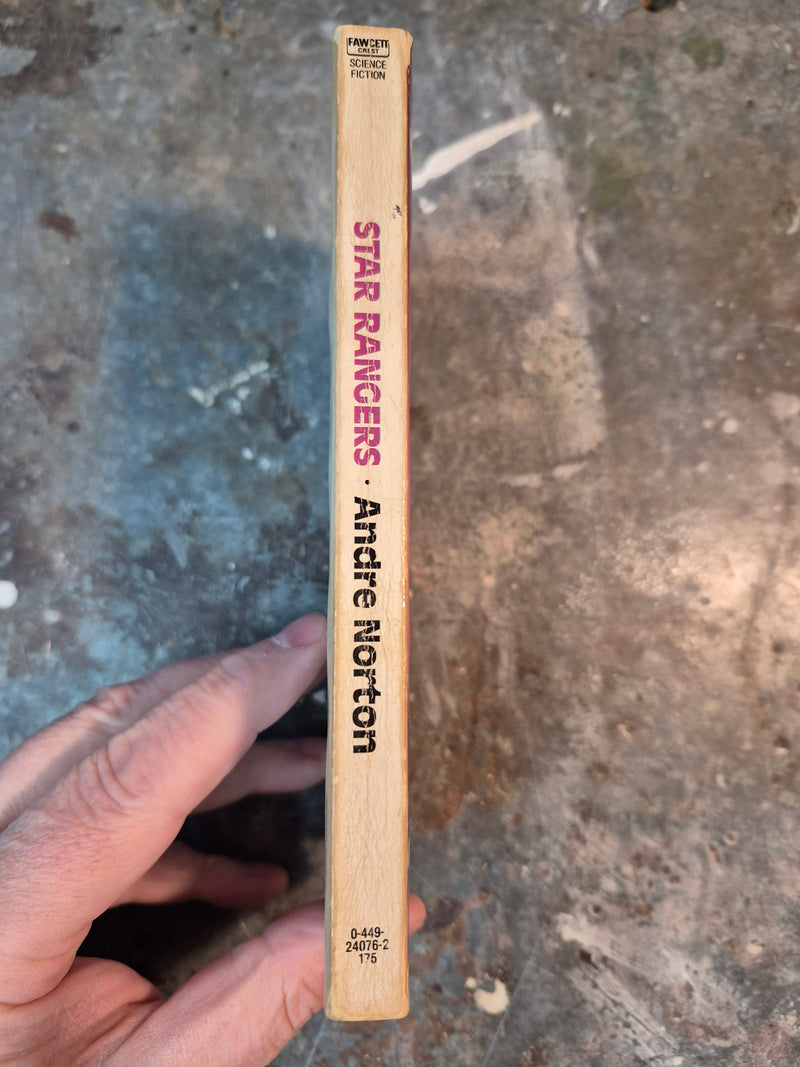 FAWCETT
CREST
SCIENCE
FICTION
STAR RANGERS · Andre Norton
0-449-
24076-2
175